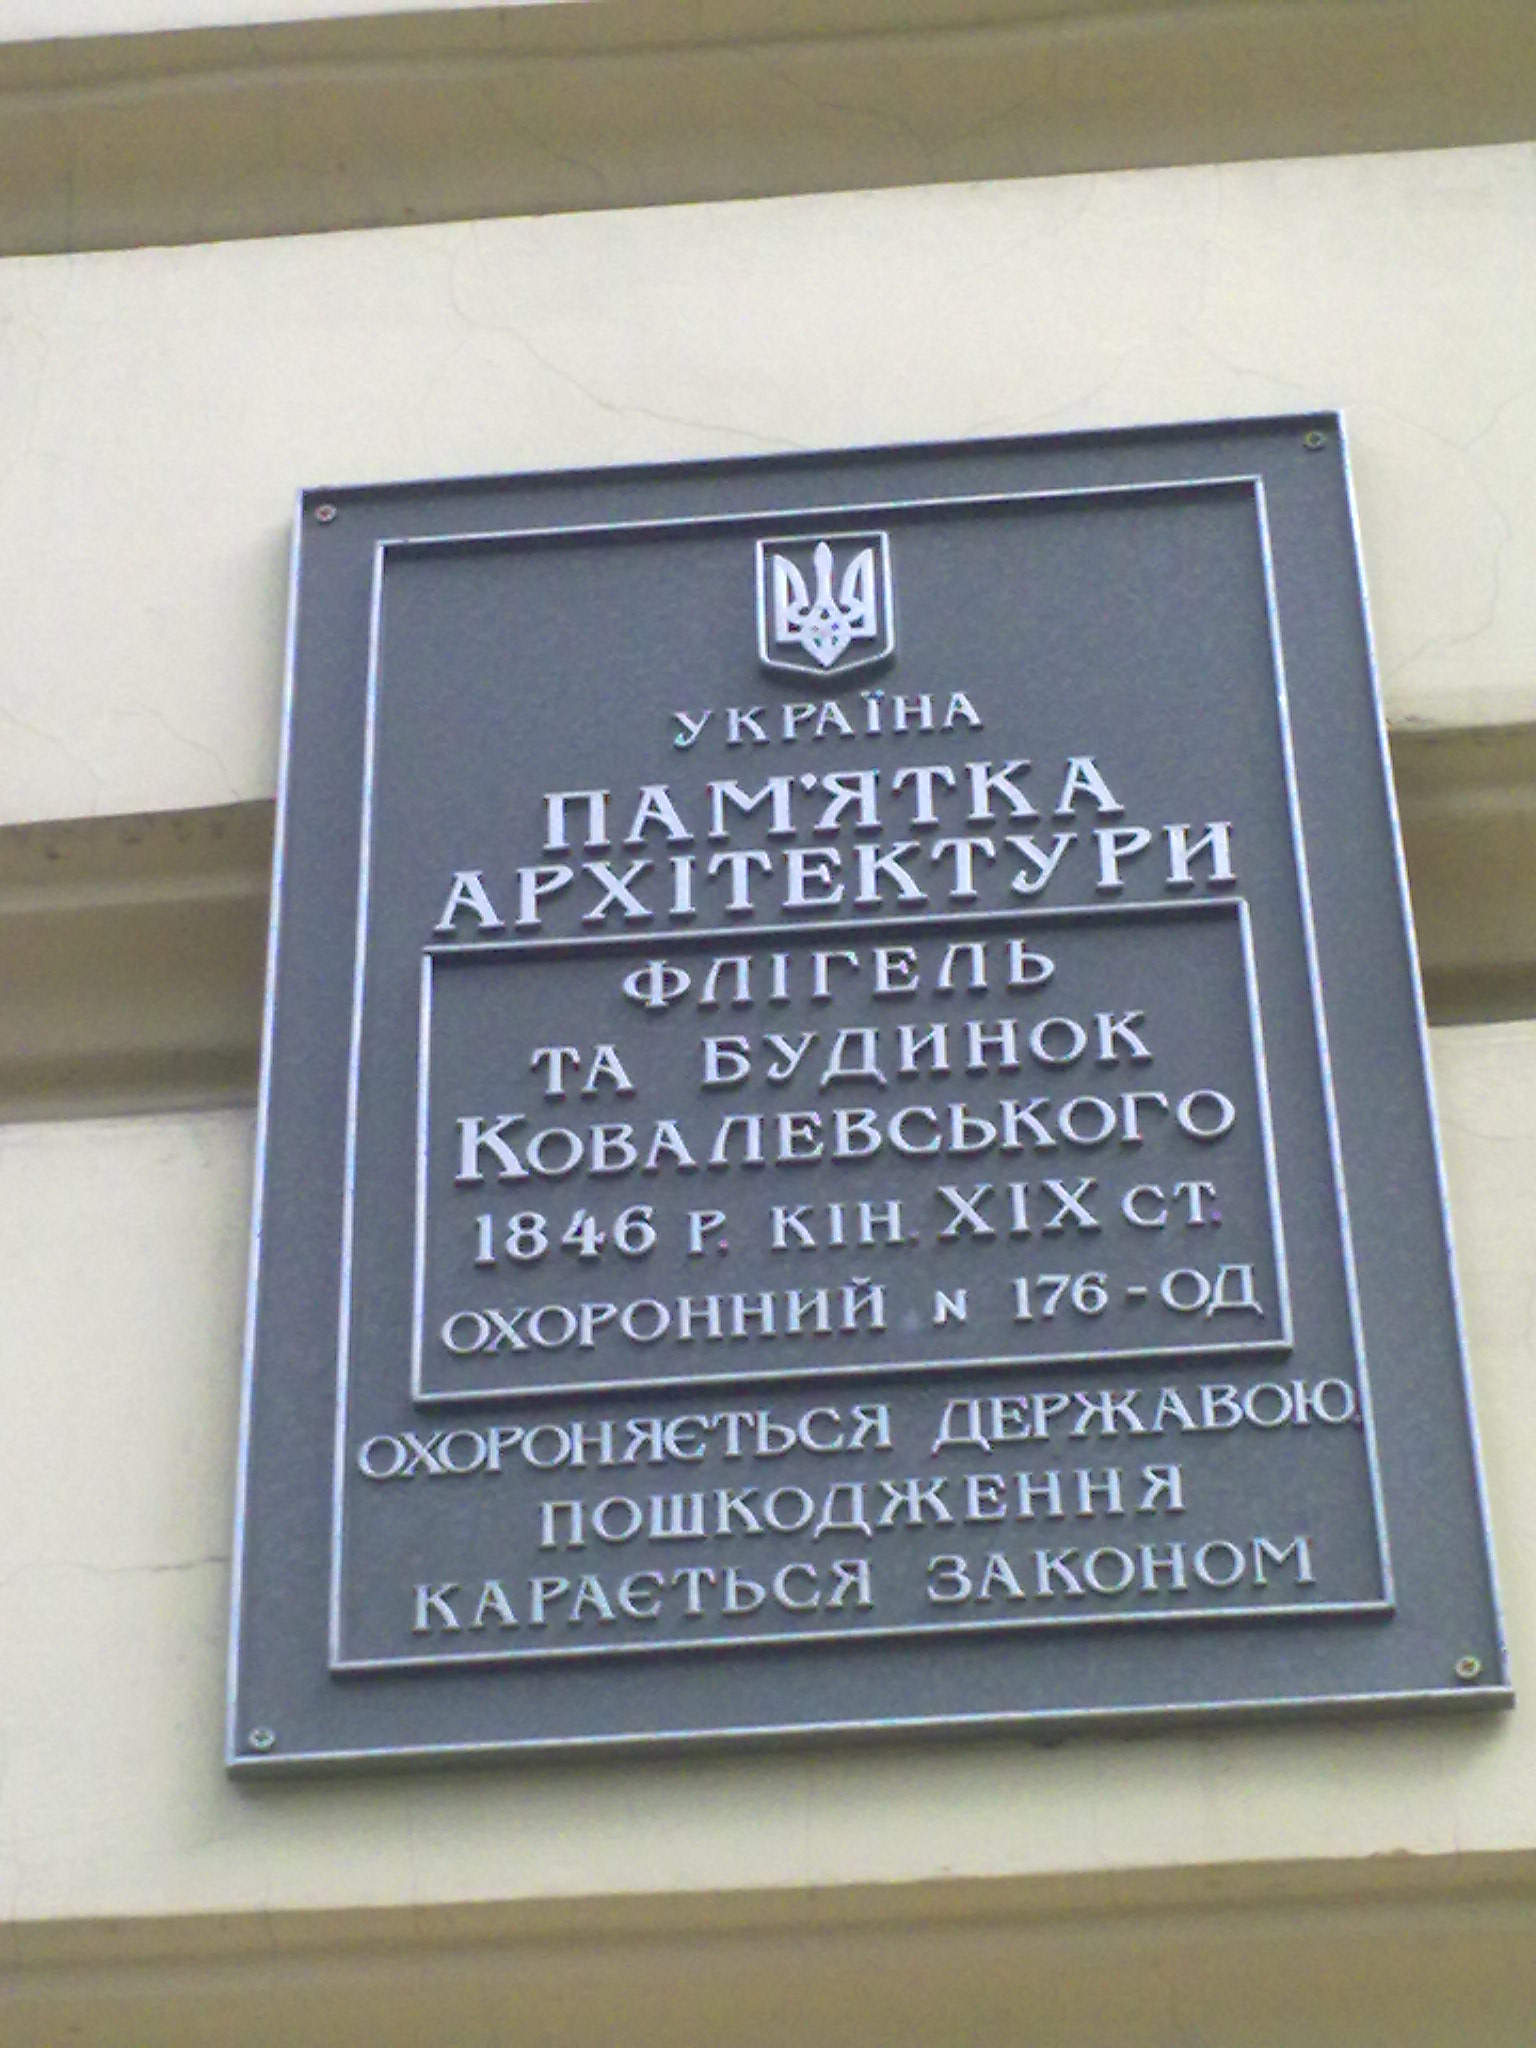 УКРАЇНА
ПАМ'ЯТКА
АРХІТЕКТУРИ
ФЛІГЕЛЬ
ТА БУДИНОК
КОВАЛЕВСЬКОГО
1846 Р. КІН. XIX СТ.
ОХОРОННИЙ N 176-ОД
ОХОРОНЯЄТЬСЯ ДЕРЖАВОЮ.
ПОШКОДЖЕННЯ
КАРАЄТЬСЯ ЗАКОНОМ